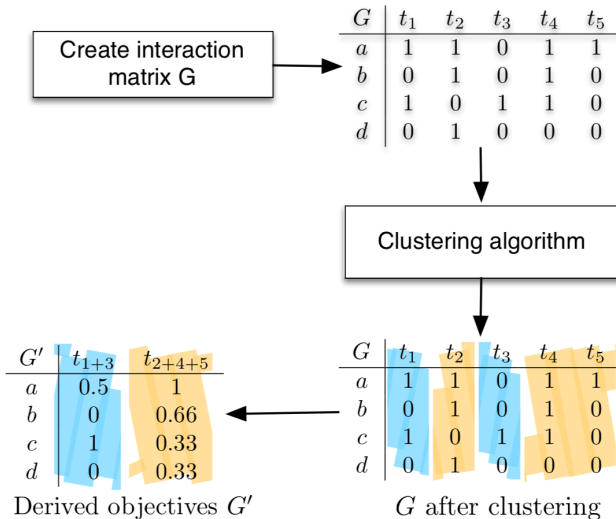 Create interaction
matrix G
G t₁ t₂ t₃ t₄ t₅
a 1 1 0 1 1
b 0 1 0 1 0
c 1 0 1 1 0
d 0 1 0 0 0
Clustering algorithm
G′ t₁₊₃ t₂₊₄₊₅
a 0.5 1
b 0 0.66
c 1 0.33
d 0 0.33
Derived objectives G′
G t₁ t₂ t₃ t₄ t₅
a 1 1 0 1 1
b 0 1 0 1 0
c 1 0 1 1 0
d 0 1 0 0 0
G after clustering